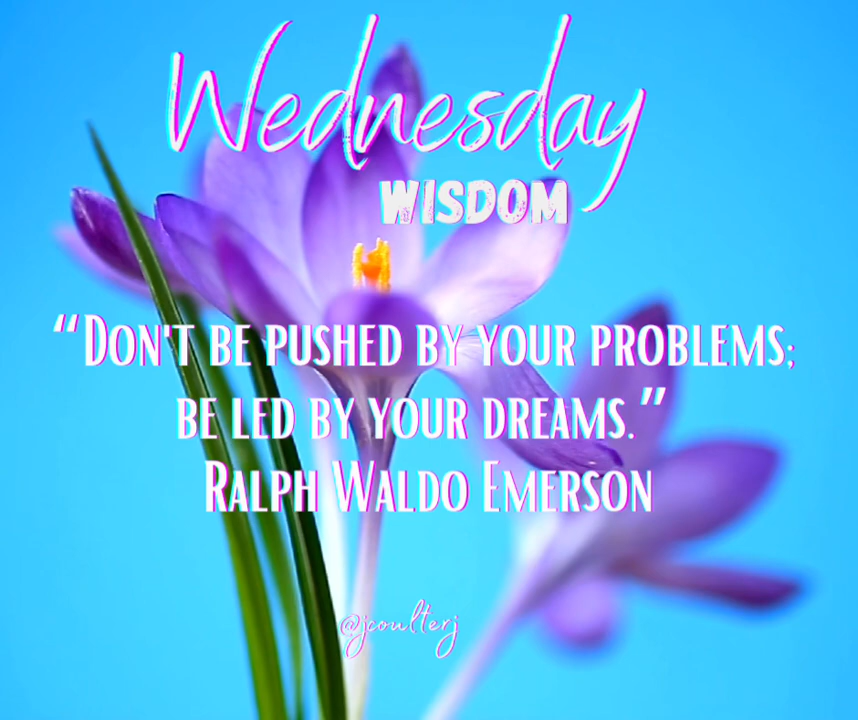 Wednesday
WISDOM
“DON'T BE PUSHED BY YOUR PROBLEMS;
BE LED BY YOUR DREAMS.”
RALPH WALDO EMERSON
@jcoulterj